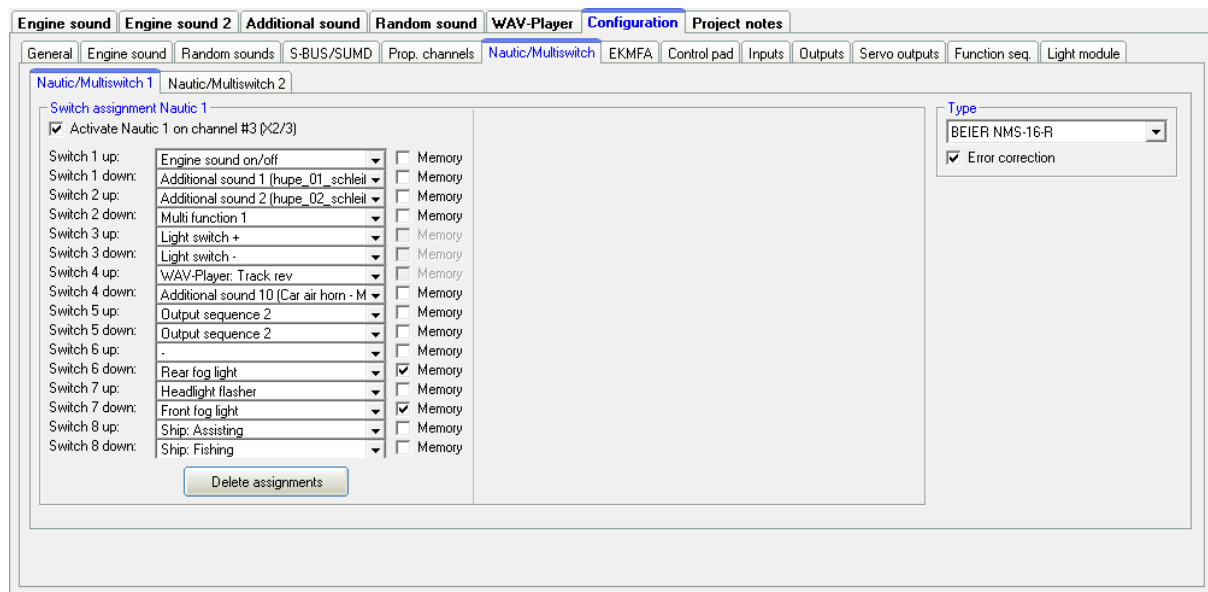 Engine sound Engine sound 2 Additional sound Random sound WAV-Player Configuration Project notes
General Engine sound Random sounds S-BUS/SUMD Prop. channels Nautic/Multiswitch EKMFA Control pad Inputs Outputs Servo outputs Function seq. Light module
Nautic/Multiswitch 1 Nautic/Multiswitch 2
Switch assignment Nautic 1
Type
Activate Nautic 1 on channel #3 (X2/3)
BEIER NMS-16-R
Error correction
Switch 1 up: Engine sound on/off Memory
Switch 1 down: Additional sound 1 (hupe_01_schleif Memory
Switch 2 up: Additional sound 2 (hupe_02_schleif Memory
Switch 2 down: Multi function 1 Memory
Switch 3 up: Light switch + Memory
Switch 3 down: Light switch - Memory
Switch 4 up: WAV-Player: Track rev Memory
Switch 4 down: Additional sound 10 (Car air horn - M Memory
Switch 5 up: Output sequence 2 Memory
Switch 5 down: Output sequence 2 Memory
Switch 6 up: - Memory
Switch 6 down: Rear fog light Memory
Switch 7 up: Headlight flasher Memory
Switch 7 down: Front fog light Memory
Switch 8 up: Ship: Assisting Memory
Switch 8 down: Ship: Fishing Memory
Delete assignments